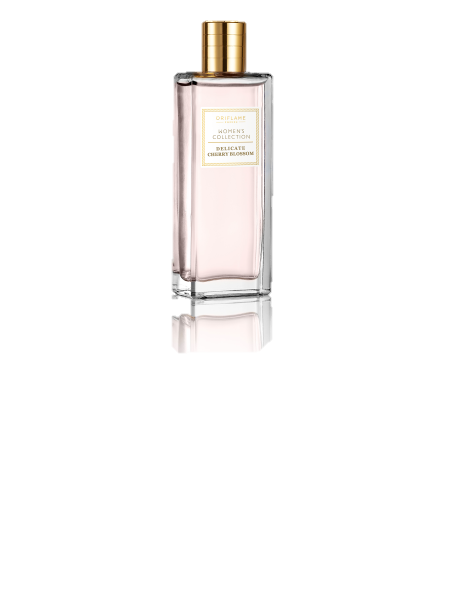 ORIFLAME
WOMEN'S
COLLECTION
DELICATE
CHERRY BLOSSOM